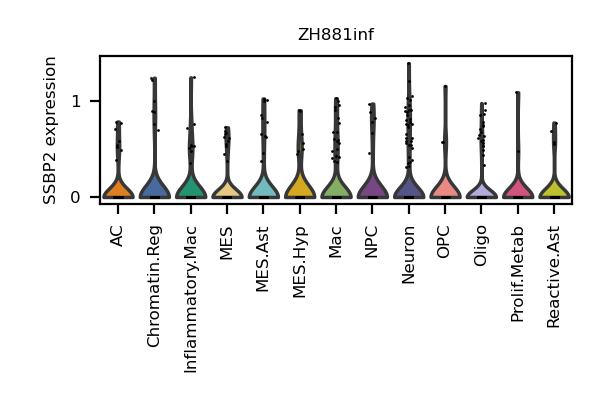 ZH881inf
SSBP2 expression
1
0
AC
Chromatin.Reg
Inflammatory.Mac
MES
MES.Ast
MES.Hyp
Mac
NPC
Neuron
OPC
Oligo
Prolif.Metab
Reactive.Ast